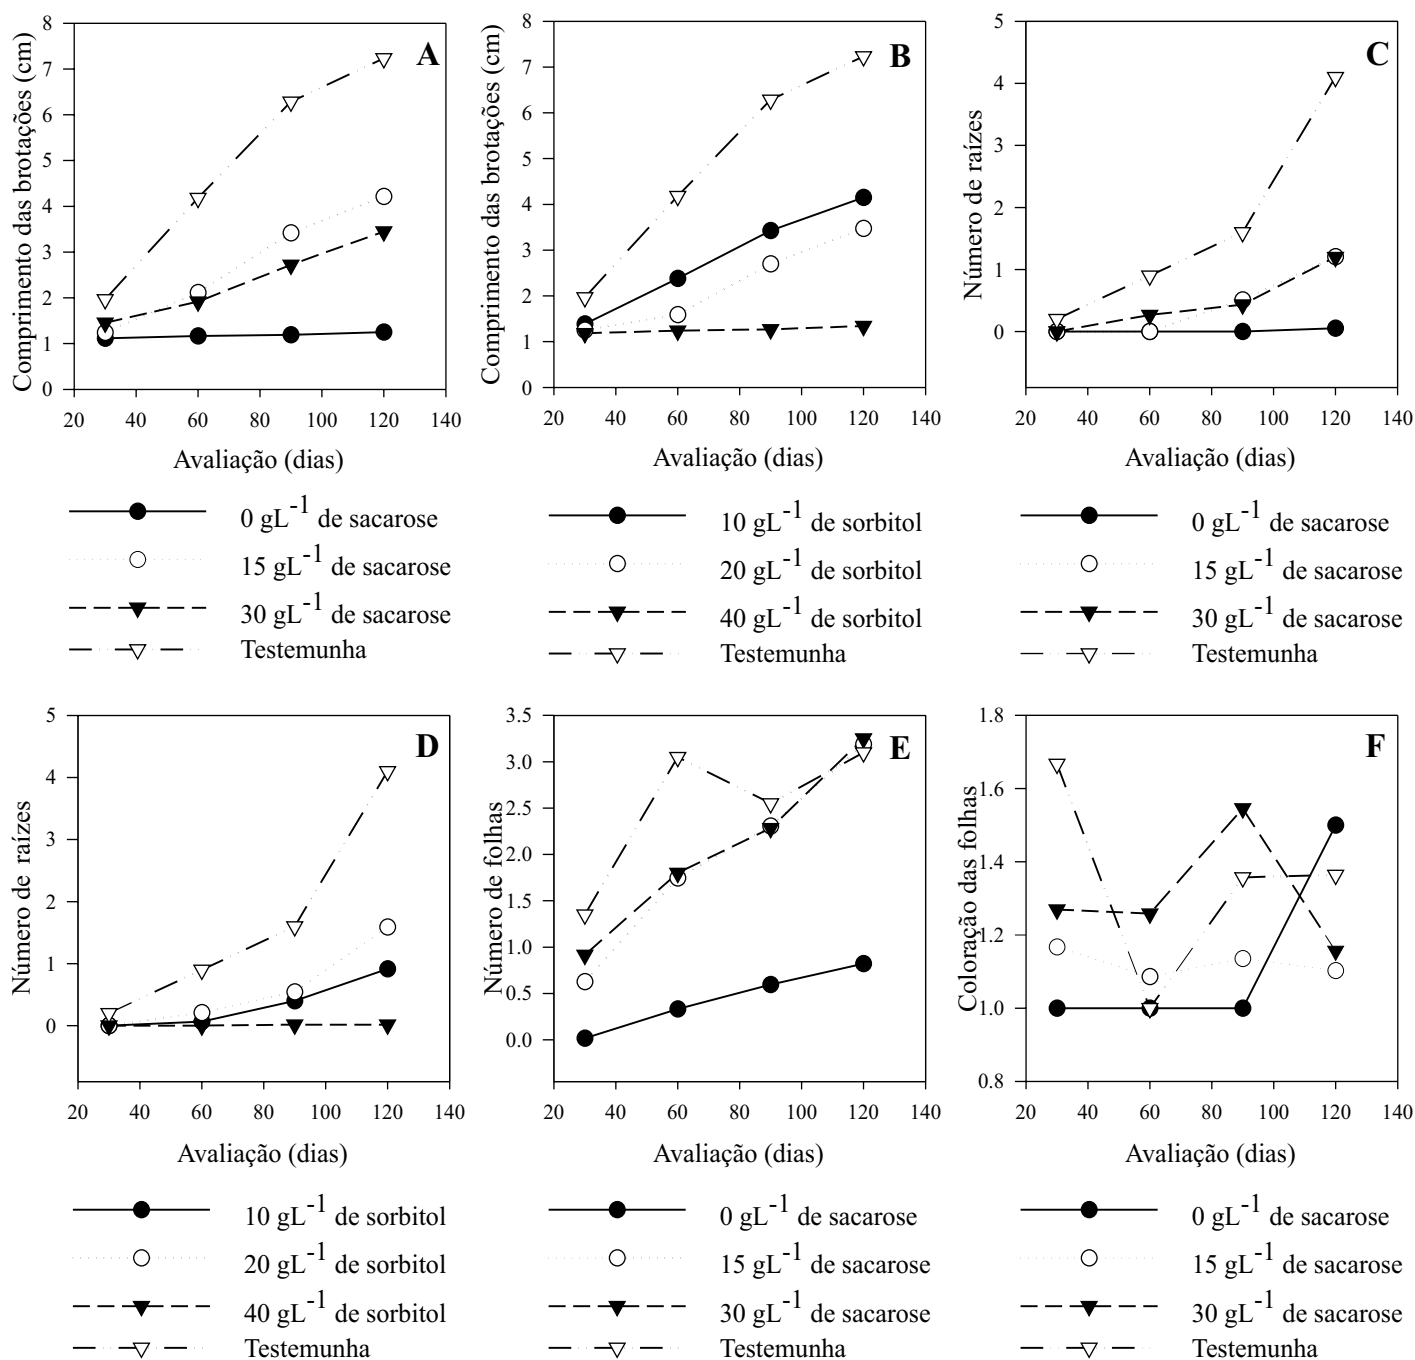 A
Comprimento das brotações (cm)
8
7
6
5
4
3
2
1
0
20 40 60 80 100 120 140
Avaliação (dias)
0 gL-1 de sacarose
15 gL-1 de sacarose
30 gL-1 de sacarose
Testemunha
B
Comprimento das brotações (cm)
8
7
6
5
4
3
2
1
0
20 40 60 80 100 120 140
Avaliação (dias)
10 gL-1 de sorbitol
20 gL-1 de sorbitol
40 gL-1 de sorbitol
Testemunha
C
Número de raízes
5
4
3
2
1
0
20 40 60 80 100 120 140
Avaliação (dias)
0 gL-1 de sacarose
15 gL-1 de sacarose
30 gL-1 de sacarose
Testemunha
D
Número de raízes
5
4
3
2
1
0
20 40 60 80 100 120 140
Avaliação (dias)
10 gL-1 de sorbitol
20 gL-1 de sorbitol
40 gL-1 de sorbitol
Testemunha
E
Número de folhas
3.5
3.0
2.5
2.0
1.5
1.0
0.5
0.0
20 40 60 80 100 120 140
Avaliação (dias)
0 gL-1 de sacarose
15 gL-1 de sacarose
30 gL-1 de sacarose
Testemunha
F
Coloração das folhas
1.8
1.6
1.4
1.2
1.0
0.8
20 40 60 80 100 120 140
Avaliação (dias)
0 gL-1 de sacarose
15 gL-1 de sacarose
30 gL-1 de sacarose
Testemunha